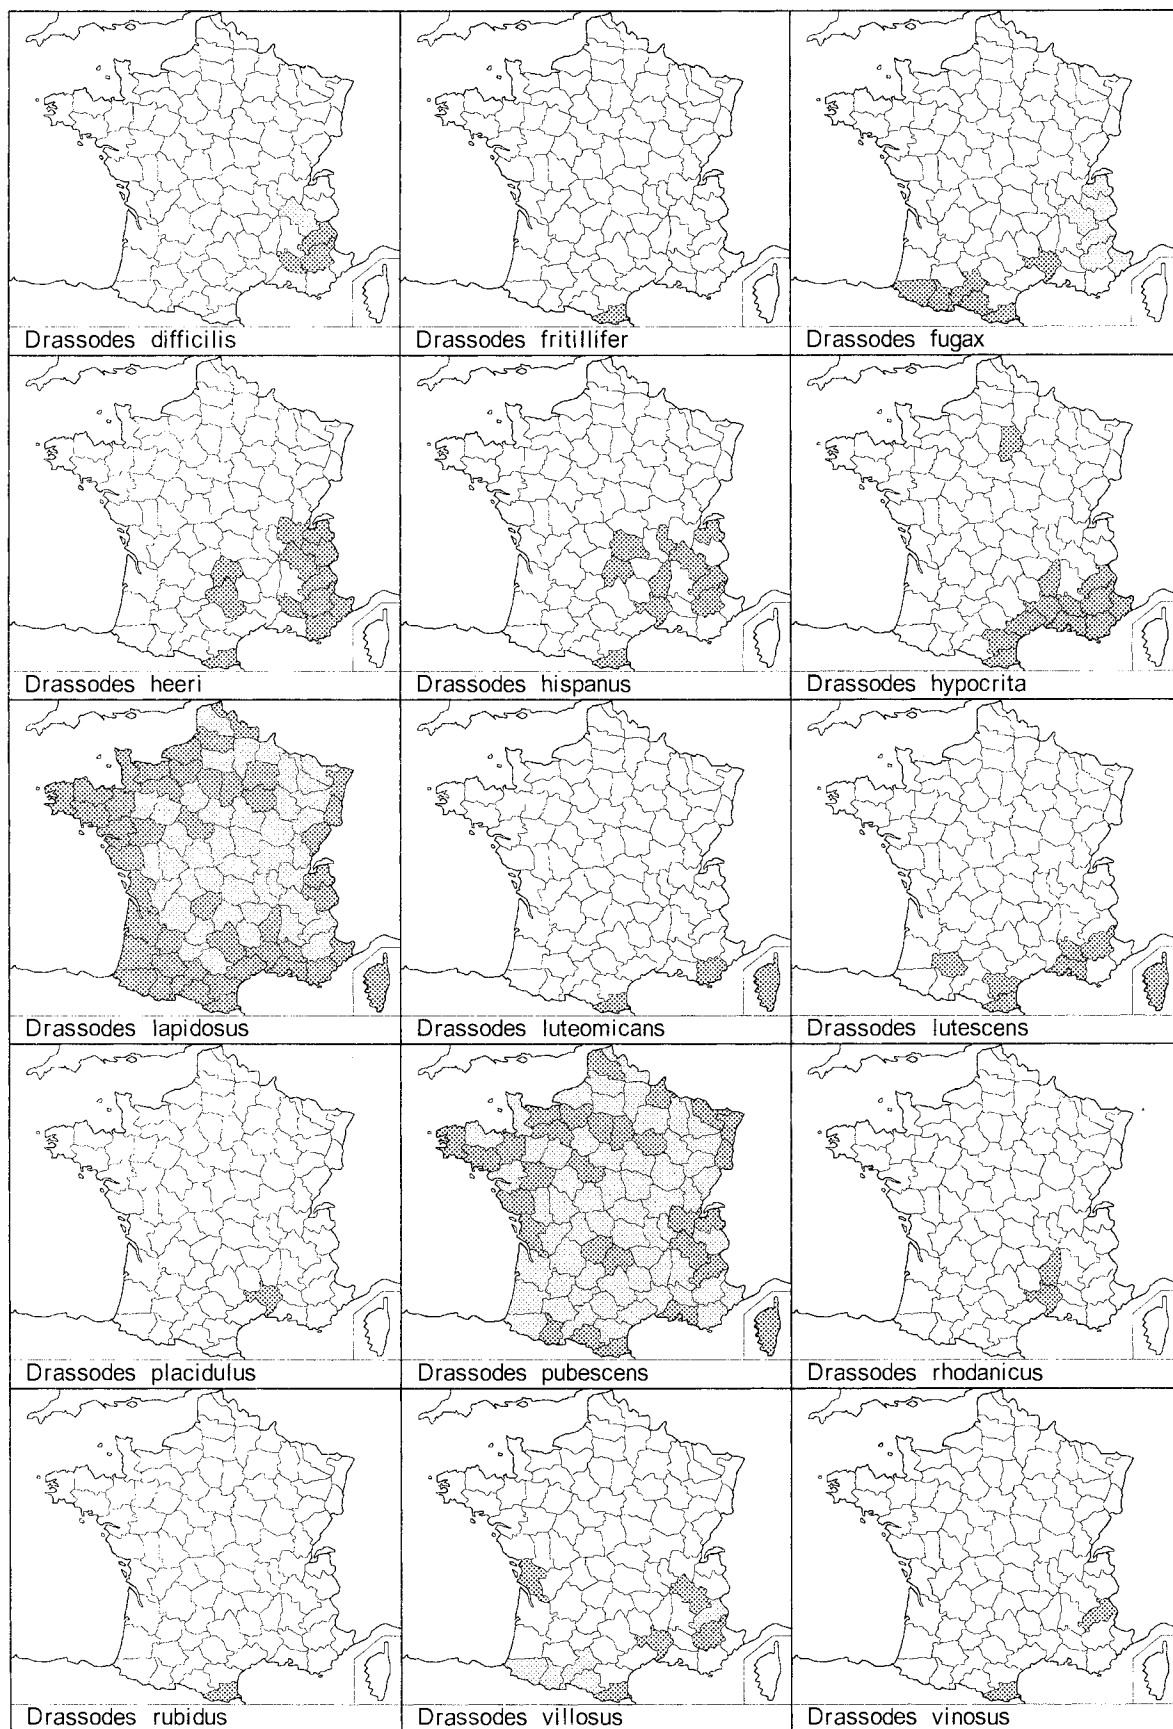 Drassodes difficilis
Drassodes fritillifer
Drassodes fugax
Drassodes heeri
Drassodes hispanus
Drassodes hypocrita
Drassodes lapidosus
Drassodes luteomicans
Drassodes lutescens
Drassodes placidulus
Drassodes pubescens
Drassodes rhodanicus
Drassodes rubidus
Drassodes villosus
Drassodes vinosus